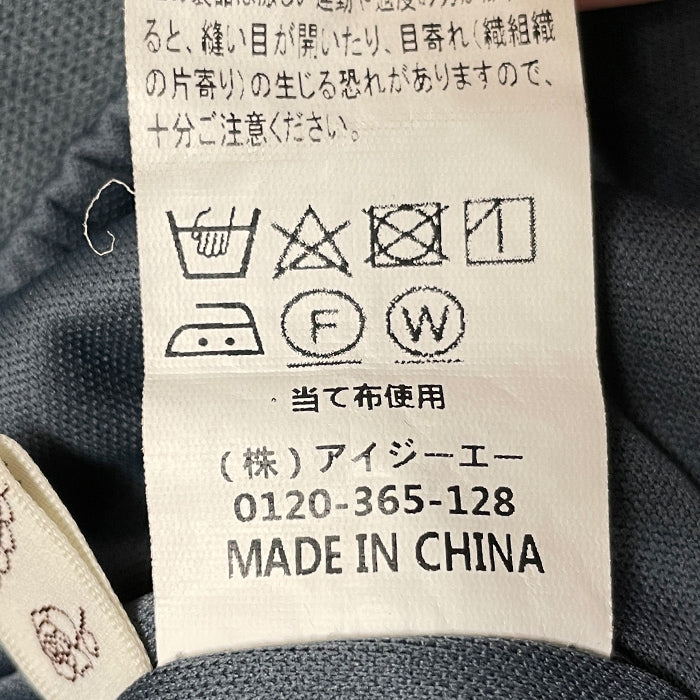 ると、縫い目が開いたり、目寄れ(織組織
の片寄り)の生じる恐れがありますので、
十分ご注意ください。
F W
当て布使用
(株)アイジーエー
0120-365-128
MADE IN CHINA